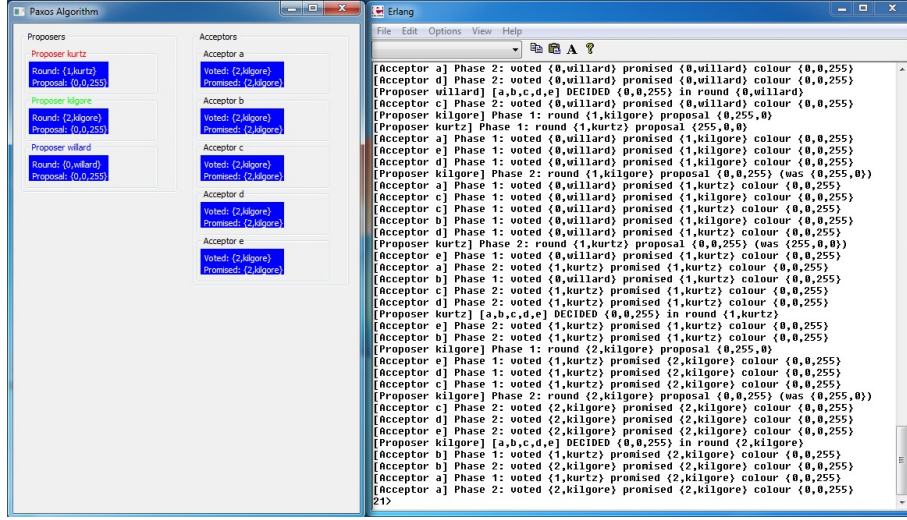 Paxos Algorithm
Proposers
Proposer kurtz
Round: {1,kurtz}
Proposal: {0,0,255}
Proposer kilgore
Round: {2,kilgore}
Proposal: {0,0,255}
Proposer willard
Round: {0,willard}
Proposal: {0,0,255}
Acceptors
Acceptor a
Voted: {2,kilgore}
Promised: {2,kilgore}
Acceptor b
Voted: {2,kilgore}
Promised: {2,kilgore}
Acceptor c
Voted: {2,kilgore}
Promised: {2,kilgore}
Acceptor d
Voted: {2,kilgore}
Promised: {2,kilgore}
Acceptor e
Voted: {2,kilgore}
Promised: {2,kilgore}
Erlang
File Edit Options View Help
[Acceptor a] Phase 2: voted {0,willard} promised {0,willard} colour {0,0,255}
[Acceptor d] Phase 2: voted {0,willard} promised {0,willard} colour {0,0,255}
[Proposer willard] [a,b,c,d,e] DECIDED {0,0,255} in round {0,willard}
[Acceptor c] Phase 2: voted {0,willard} promised {0,willard} colour {0,0,255}
[Proposer kilgore] Phase 1: round {1,kilgore} proposal {0,255,0}
[Proposer kurtz] Phase 1: round {1,kurtz} proposal {255,0,0}
[Acceptor a] Phase 1: voted {0,willard} promised {1,kilgore} colour {0,0,255}
[Acceptor e] Phase 1: voted {0,willard} promised {1,kilgore} colour {0,0,255}
[Acceptor d] Phase 1: voted {0,willard} promised {1,kilgore} colour {0,0,255}
[Proposer kilgore] Phase 2: round {1,kilgore} proposal {0,0,255} (was {0,255,0})
[Acceptor a] Phase 1: voted {0,willard} promised {1,kurtz} colour {0,0,255}
[Acceptor c] Phase 1: voted {0,willard} promised {1,kilgore} colour {0,0,255}
[Acceptor c] Phase 1: voted {0,willard} promised {1,kurtz} colour {0,0,255}
[Acceptor b] Phase 1: voted {0,willard} promised {1,kilgore} colour {0,0,255}
[Acceptor d] Phase 1: voted {0,willard} promised {1,kurtz} colour {0,0,255}
[Proposer kurtz] Phase 2: round {1,kurtz} proposal {0,0,255} (was {255,0,0})
[Acceptor e] Phase 1: voted {0,willard} promised {1,kurtz} colour {0,0,255}
[Acceptor a] Phase 2: voted {1,kurtz} promised {1,kurtz} colour {0,0,255}
[Acceptor b] Phase 1: voted {0,willard} promised {1,kurtz} colour {0,0,255}
[Acceptor c] Phase 2: voted {1,kurtz} promised {1,kurtz} colour {0,0,255}
[Acceptor d] Phase 2: voted {1,kurtz} promised {1,kurtz} colour {0,0,255}
[Proposer kurtz] [a,b,c,d,e] DECIDED {0,0,255} in round {1,kurtz}
[Acceptor e] Phase 2: voted {1,kurtz} promised {1,kurtz} colour {0,0,255}
[Acceptor b] Phase 2: voted {1,kurtz} promised {1,kurtz} colour {0,0,255}
[Proposer kilgore] Phase 1: round {2,kilgore} proposal {0,255,0}
[Acceptor e] Phase 1: voted {1,kurtz} promised {2,kilgore} colour {0,0,255}
[Acceptor d] Phase 1: voted {1,kurtz} promised {2,kilgore} colour {0,0,255}
[Acceptor c] Phase 1: voted {1,kurtz} promised {2,kilgore} colour {0,0,255}
[Proposer kilgore] Phase 2: round {2,kilgore} proposal {0,0,255} (was {0,255,0})
[Acceptor c] Phase 2: voted {2,kilgore} promised {2,kilgore} colour {0,0,255}
[Acceptor d] Phase 2: voted {2,kilgore} promised {2,kilgore} colour {0,0,255}
[Acceptor e] Phase 2: voted {2,kilgore} promised {2,kilgore} colour {0,0,255}
[Proposer kilgore] [a,b,c,d,e] DECIDED {0,0,255} in round {2,kilgore}
[Acceptor b] Phase 1: voted {1,kurtz} promised {2,kilgore} colour {0,0,255}
[Acceptor b] Phase 2: voted {2,kilgore} promised {2,kilgore} colour {0,0,255}
[Acceptor a] Phase 1: voted {1,kurtz} promised {2,kilgore} colour {0,0,255}
[Acceptor a] Phase 2: voted {2,kilgore} promised {2,kilgore} colour {0,0,255}
21>